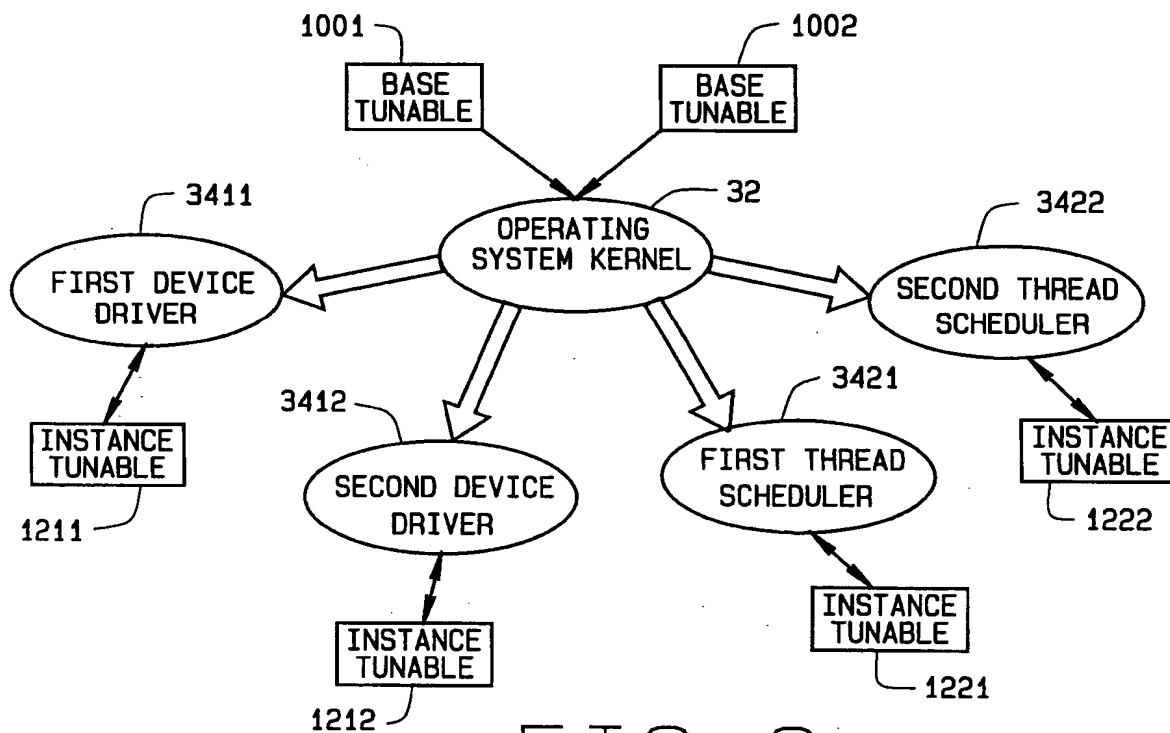 1001
1002
BASE
TUNABLE
BASE
TUNABLE
3411
32
3422
OPERATING
SYSTEM KERNEL
FIRST DEVICE
DRIVER
SECOND THREAD
SCHEDULER
3412
3421
INSTANCE
TUNABLE
INSTANCE
TUNABLE
SECOND DEVICE
DRIVER
FIRST THREAD
SCHEDULER
1211
1222
INSTANCE
TUNABLE
INSTANCE
TUNABLE
1212
1221